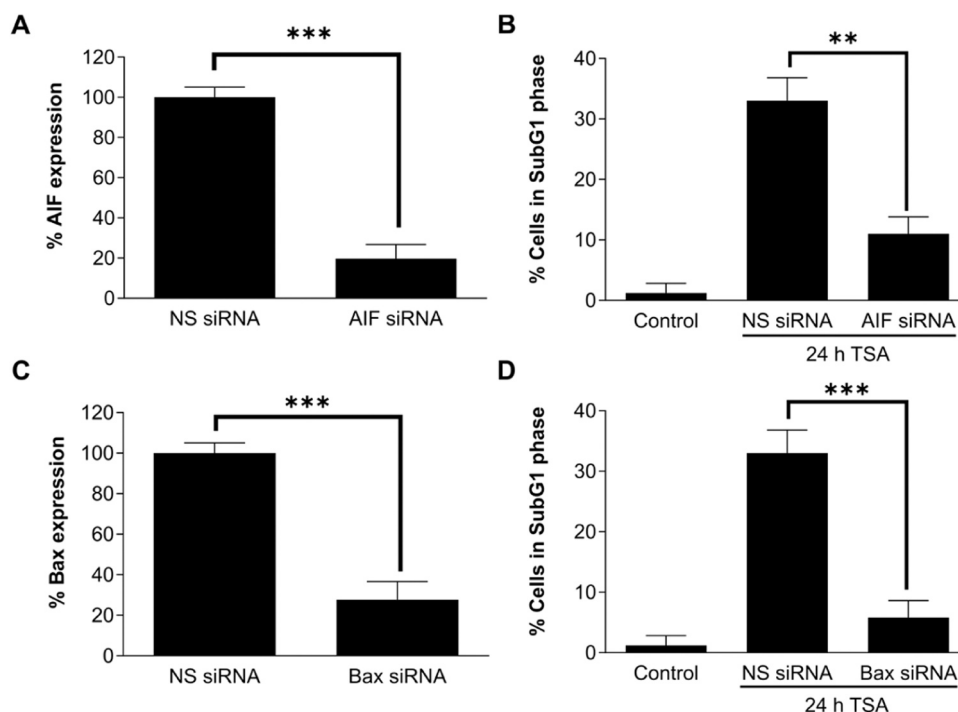 A
% AIF expression
120
100
80
60
40
20
0
***
NS siRNA
AIF siRNA
B
% Cells in SubG1 phase
40
30
20
10
0
**
Control
NS siRNA
AIF siRNA
24 h TSA
C
% Bax expression
120
100
80
60
40
20
0
***
NS siRNA
Bax siRNA
D
% Cells in SubG1 phase
40
30
20
10
0
***
Control
NS siRNA
Bax siRNA
24 h TSA